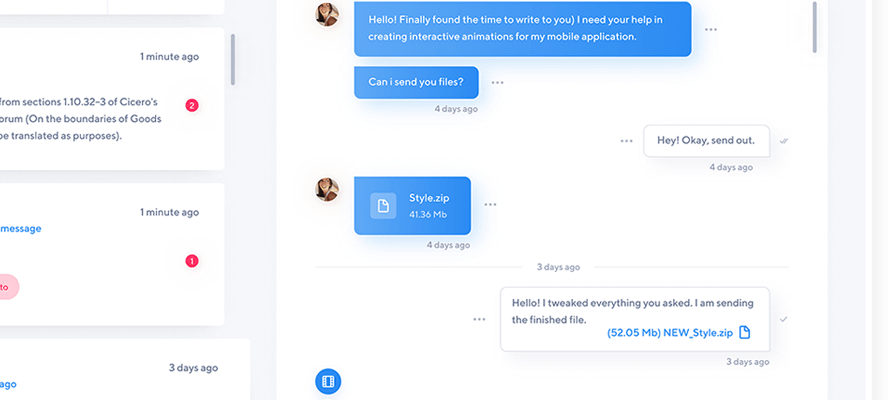 1 minute ago
from sections 1.10.32-3 of Cicero's
2
orum (On the boundaries of Goods
be translated as purposes).
1 minute ago
message
1
to
3 days ago
ago
Hello! Finally found the time to write to you) I need your help in
creating interactive animations for my mobile application.
Can i send you files?
4 days ago
Hey! Okay, send out.
4 days ago
Style.zip
41.36 Mb
4 days ago
3 days ago
Hello! I tweaked everything you asked. I am sending
the finished file.
(52.05 Mb) NEW_Style.zip
3 days ago